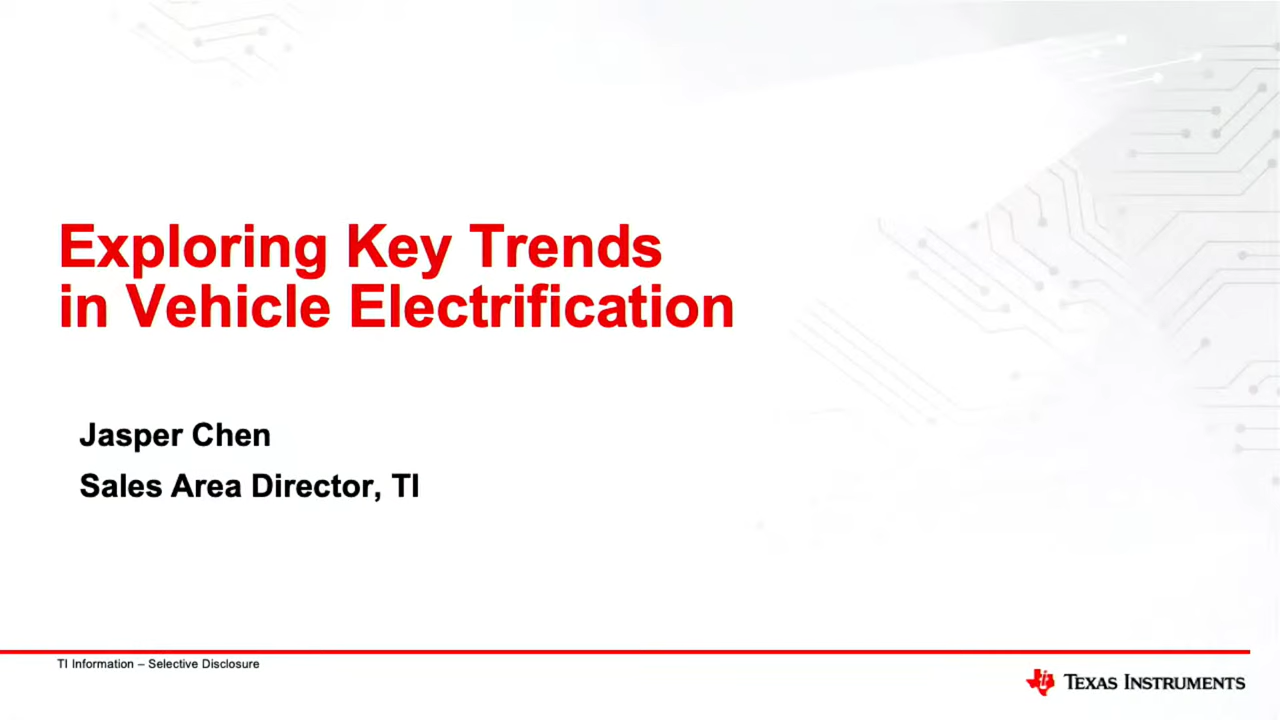 Exploring Key Trends
in Vehicle Electrification
Jasper Chen
Sales Area Director, TI
TI Information – Selective Disclosure
TEXAS INSTRUMENTS